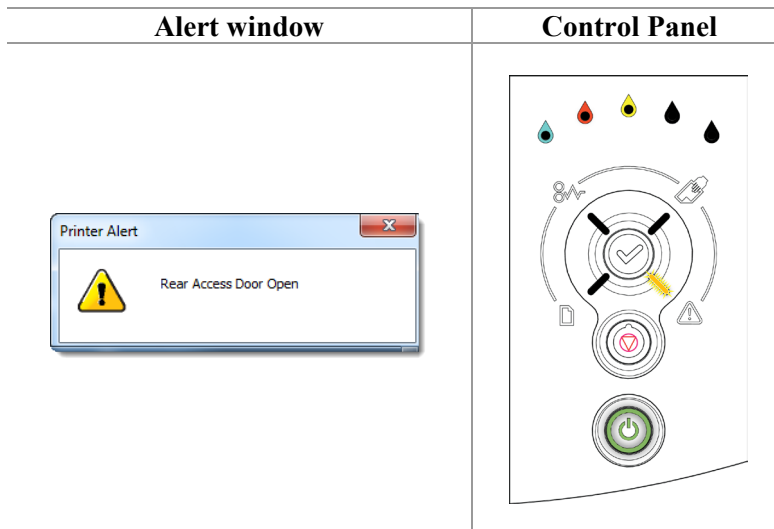 Alert window
Control Panel
Printer Alert
Rear Access Door Open